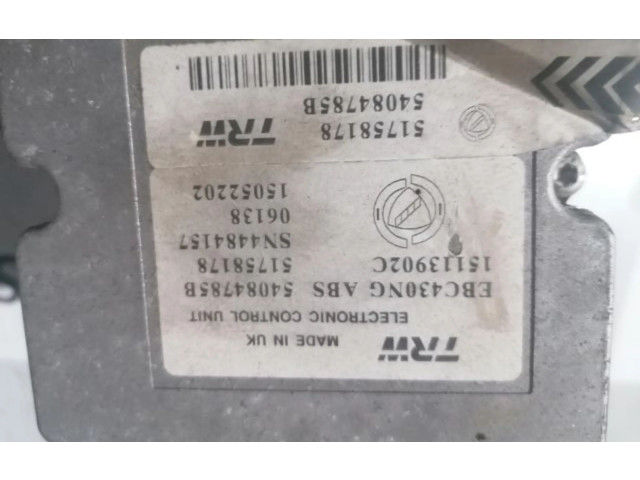 TRW MADE IN UK
ELECTRONIC CONTROL UNIT
EBC430NG ABS 54084785B
15113902C 51758178
SN4484157
06138
15052202
TRW 51758178
54084785B